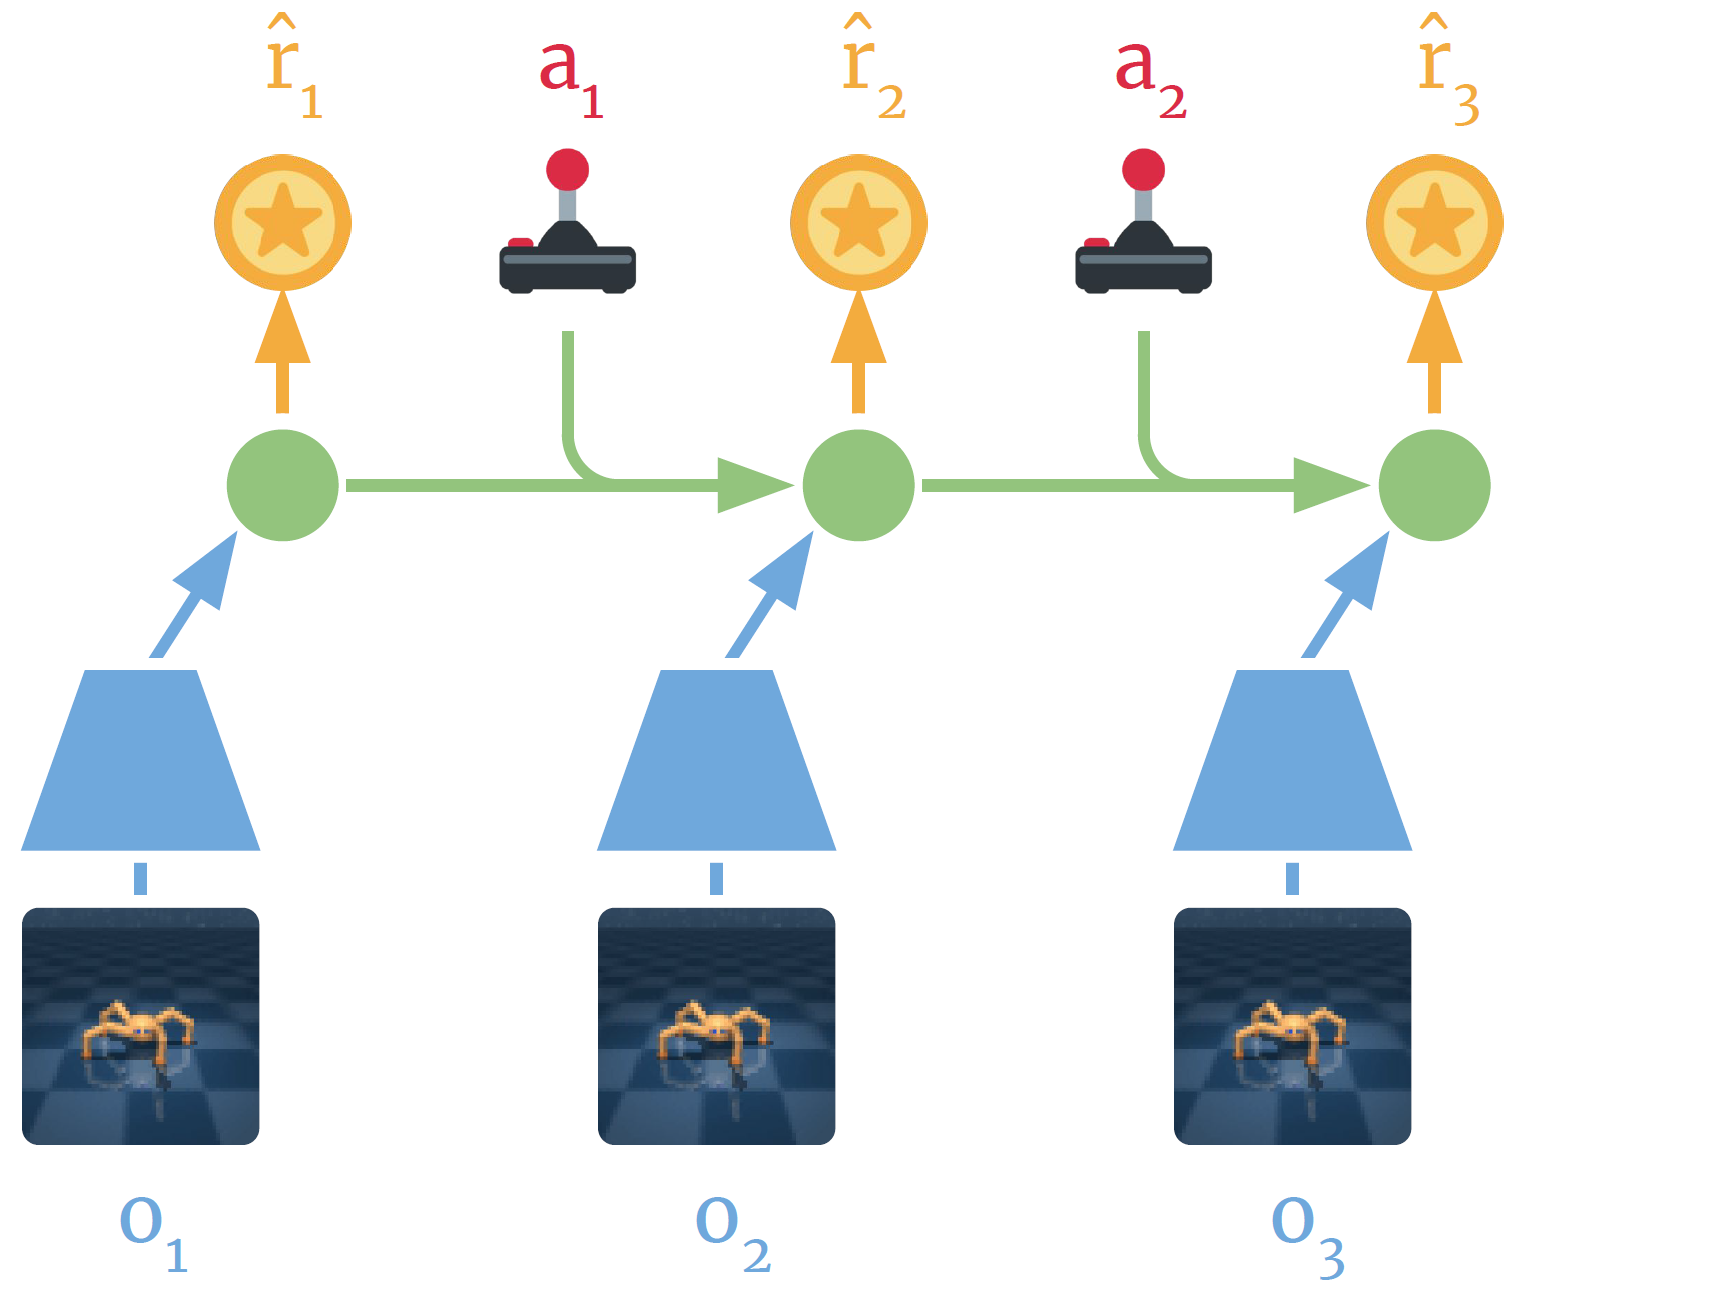 r̂₁ a₁ r̂₂ a₂ r̂₃
o₁ o₂ o₃